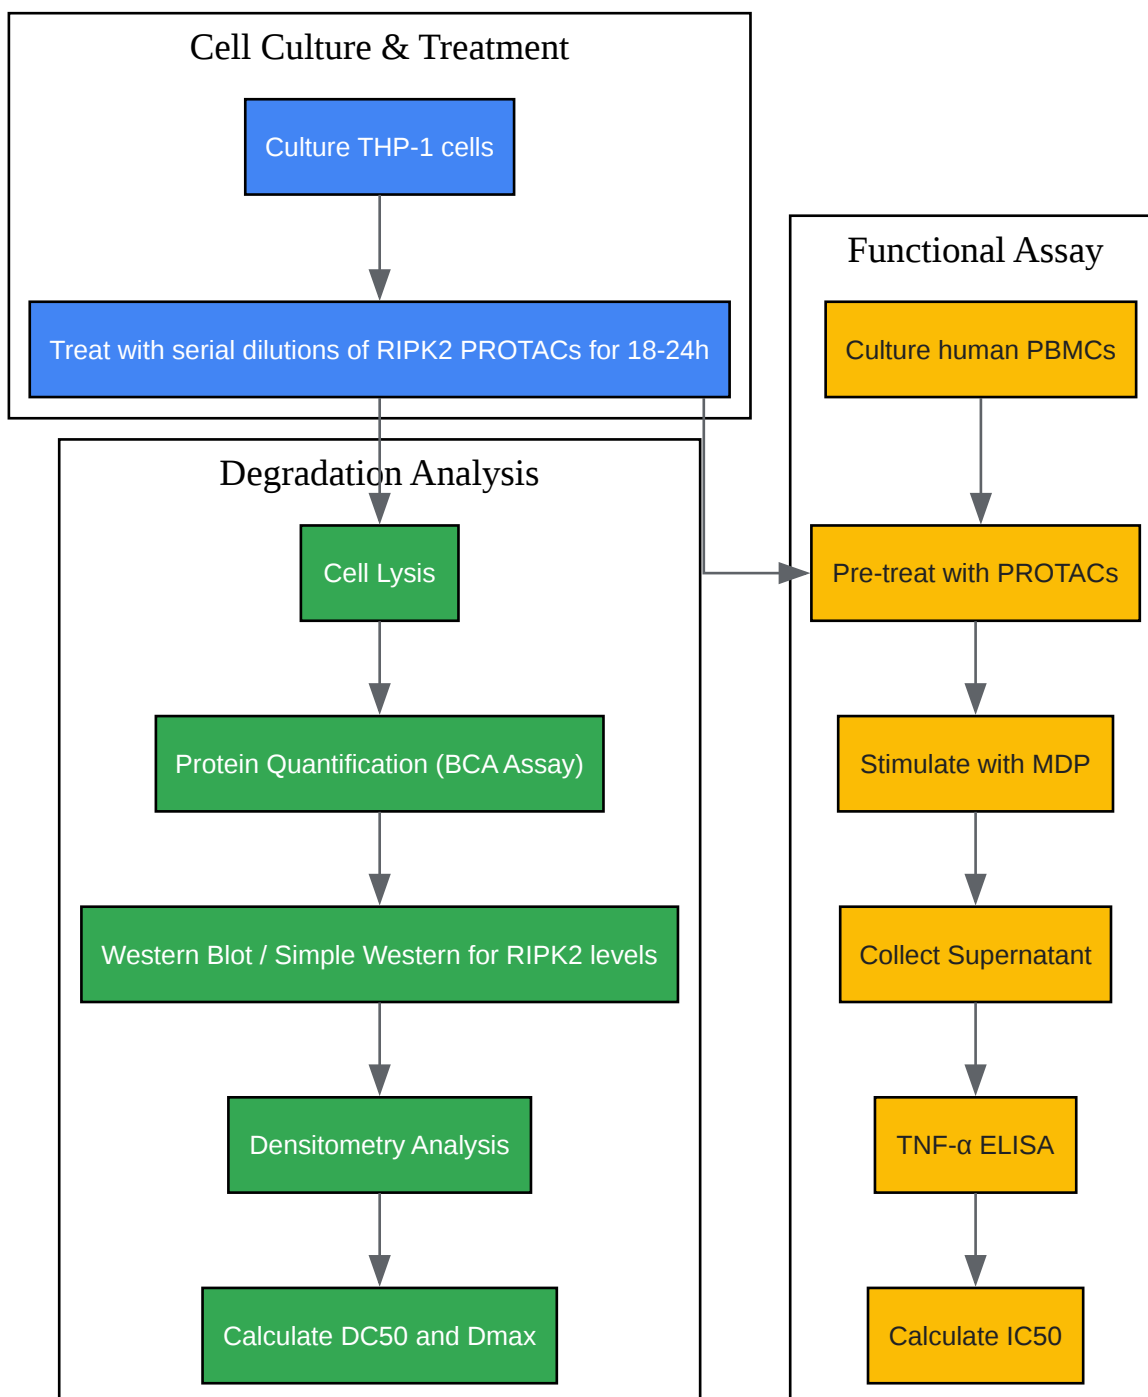 Cell Culture & Treatment
Culture THP-1 cells
Treat with serial dilutions of RIPK2 PROTACs for 18-24h
Degradation Analysis
Cell Lysis
Protein Quantification (BCA Assay)
Western Blot / Simple Western for RIPK2 levels
Densitometry Analysis
Calculate DC50 and Dmax
Functional Assay
Culture human PBMCs
Pre-treat with PROTACs
Stimulate with MDP
Collect Supernatant
TNF-α ELISA
Calculate IC50